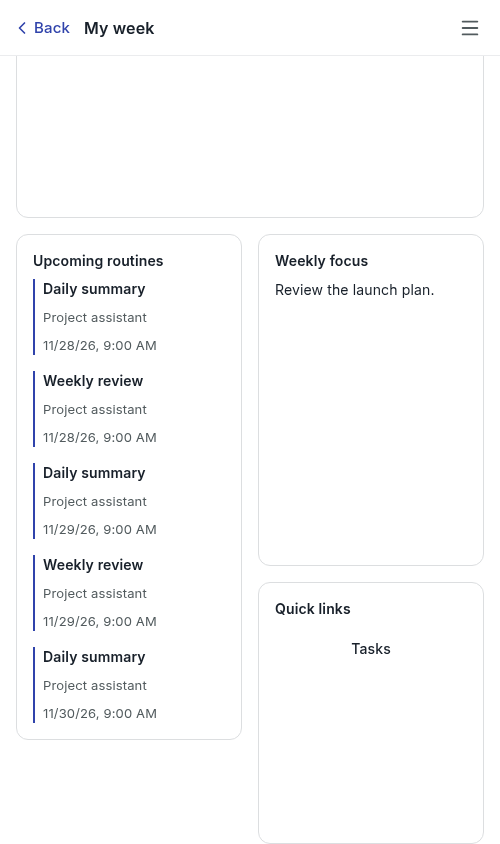 Back My week
Upcoming routines
Daily summary
Project assistant
11/28/26, 9:00 AM
Weekly review
Project assistant
11/28/26, 9:00 AM
Daily summary
Project assistant
11/29/26, 9:00 AM
Weekly review
Project assistant
11/29/26, 9:00 AM
Daily summary
Project assistant
11/30/26, 9:00 AM
Weekly focus
Review the launch plan.
Quick links
Tasks